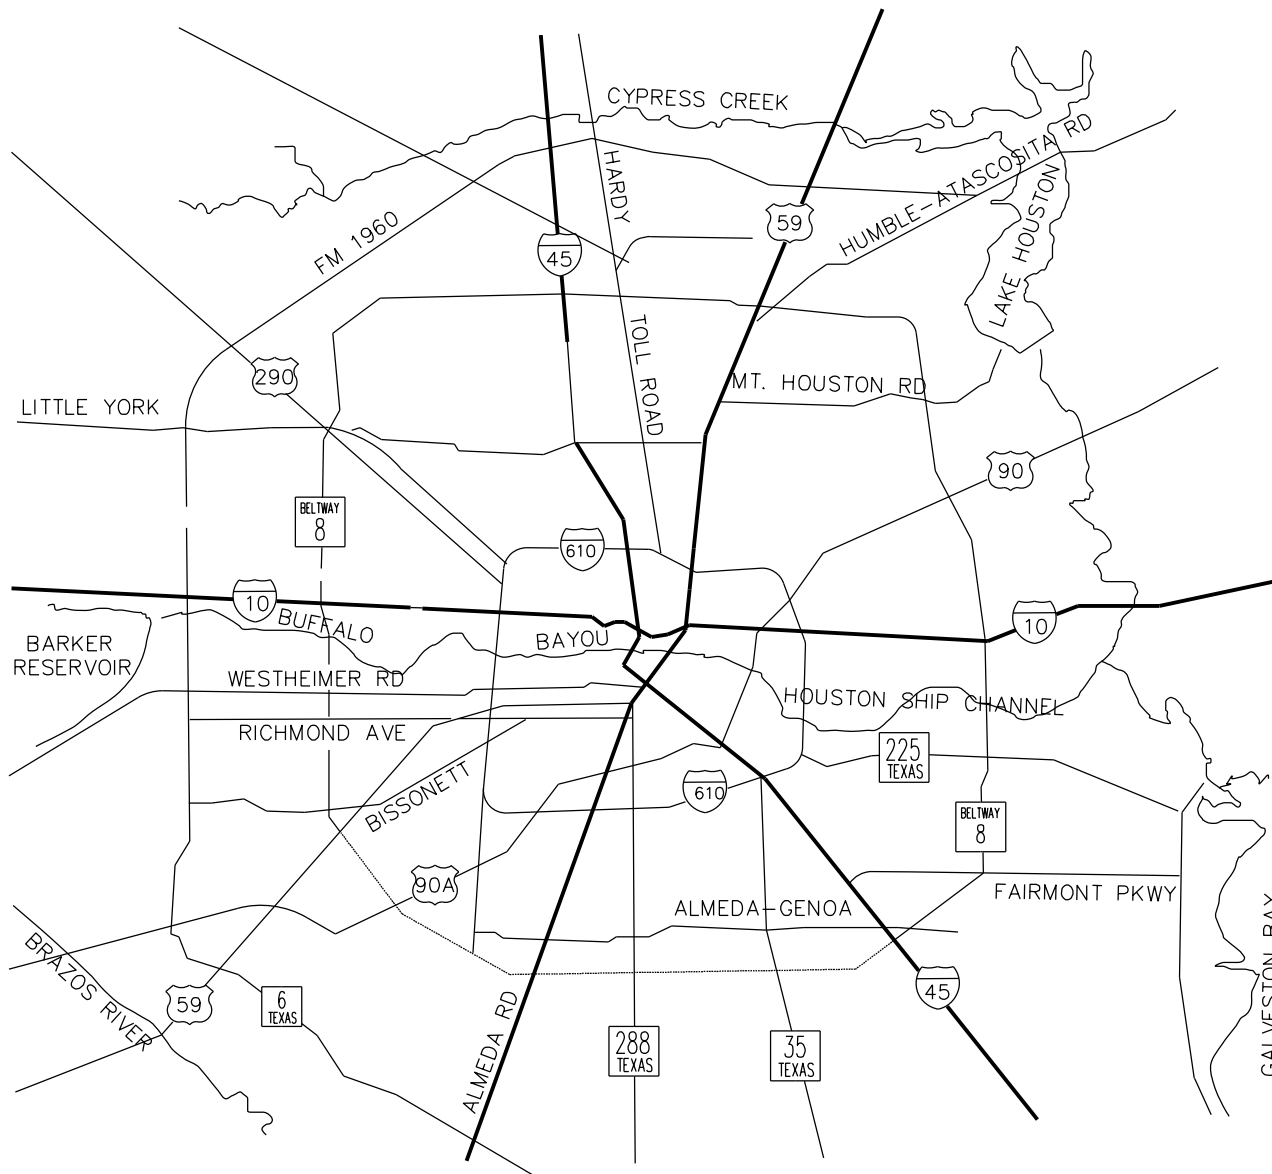 CYPRESS CREEK
HARDY
HUMBLE-ATASCOSITA RD
59
FM 1960
45
LAKE HOUSTON
TOLL ROAD
290
MT. HOUSTON RD
LITTLE YORK
90
BELTWAY
8
610
10
BUFFALO
BAYOU
10
BARKER
RESERVOIR
WESTHEIMER RD
HOUSTON SHIP CHANNEL
RICHMOND AVE
225
TEXAS
BISSONETT
610
BELTWAY
8
90A
FAIRMONT PKWY
ALMEDA-GENOA
BRAZOS RIVER
GALVESTON BAY
59
6
TEXAS
45
ALMEDA RD
288
TEXAS
35
TEXAS